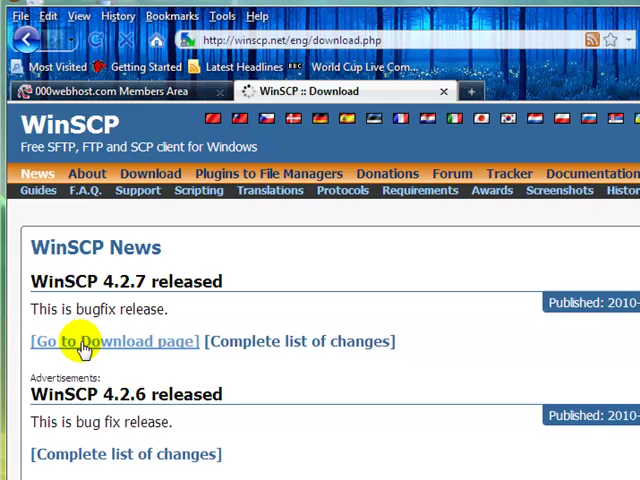 File Edit View History Bookmarks Tools Help
http://winscp.net/eng/download.php
Most Visited Getting Started Latest Headlines World Cup Live Com...
000webhost.com Members Area WinSCP :: Download
WinSCP
Free SFTP, FTP and SCP client for Windows
News About Download Plugins to File Managers Donations Forum Tracker Documentation
Guides F.A.Q. Support Scripting Translations Protocols Requirements Awards Screenshots Histor
WinSCP News
WinSCP 4.2.7 released
Published: 2010-
This is bugfix release.
[Go to Download page] [Complete list of changes]
Advertisements:
WinSCP 4.2.6 released
Published: 2010-
This is bug fix release.
[Complete list of changes]